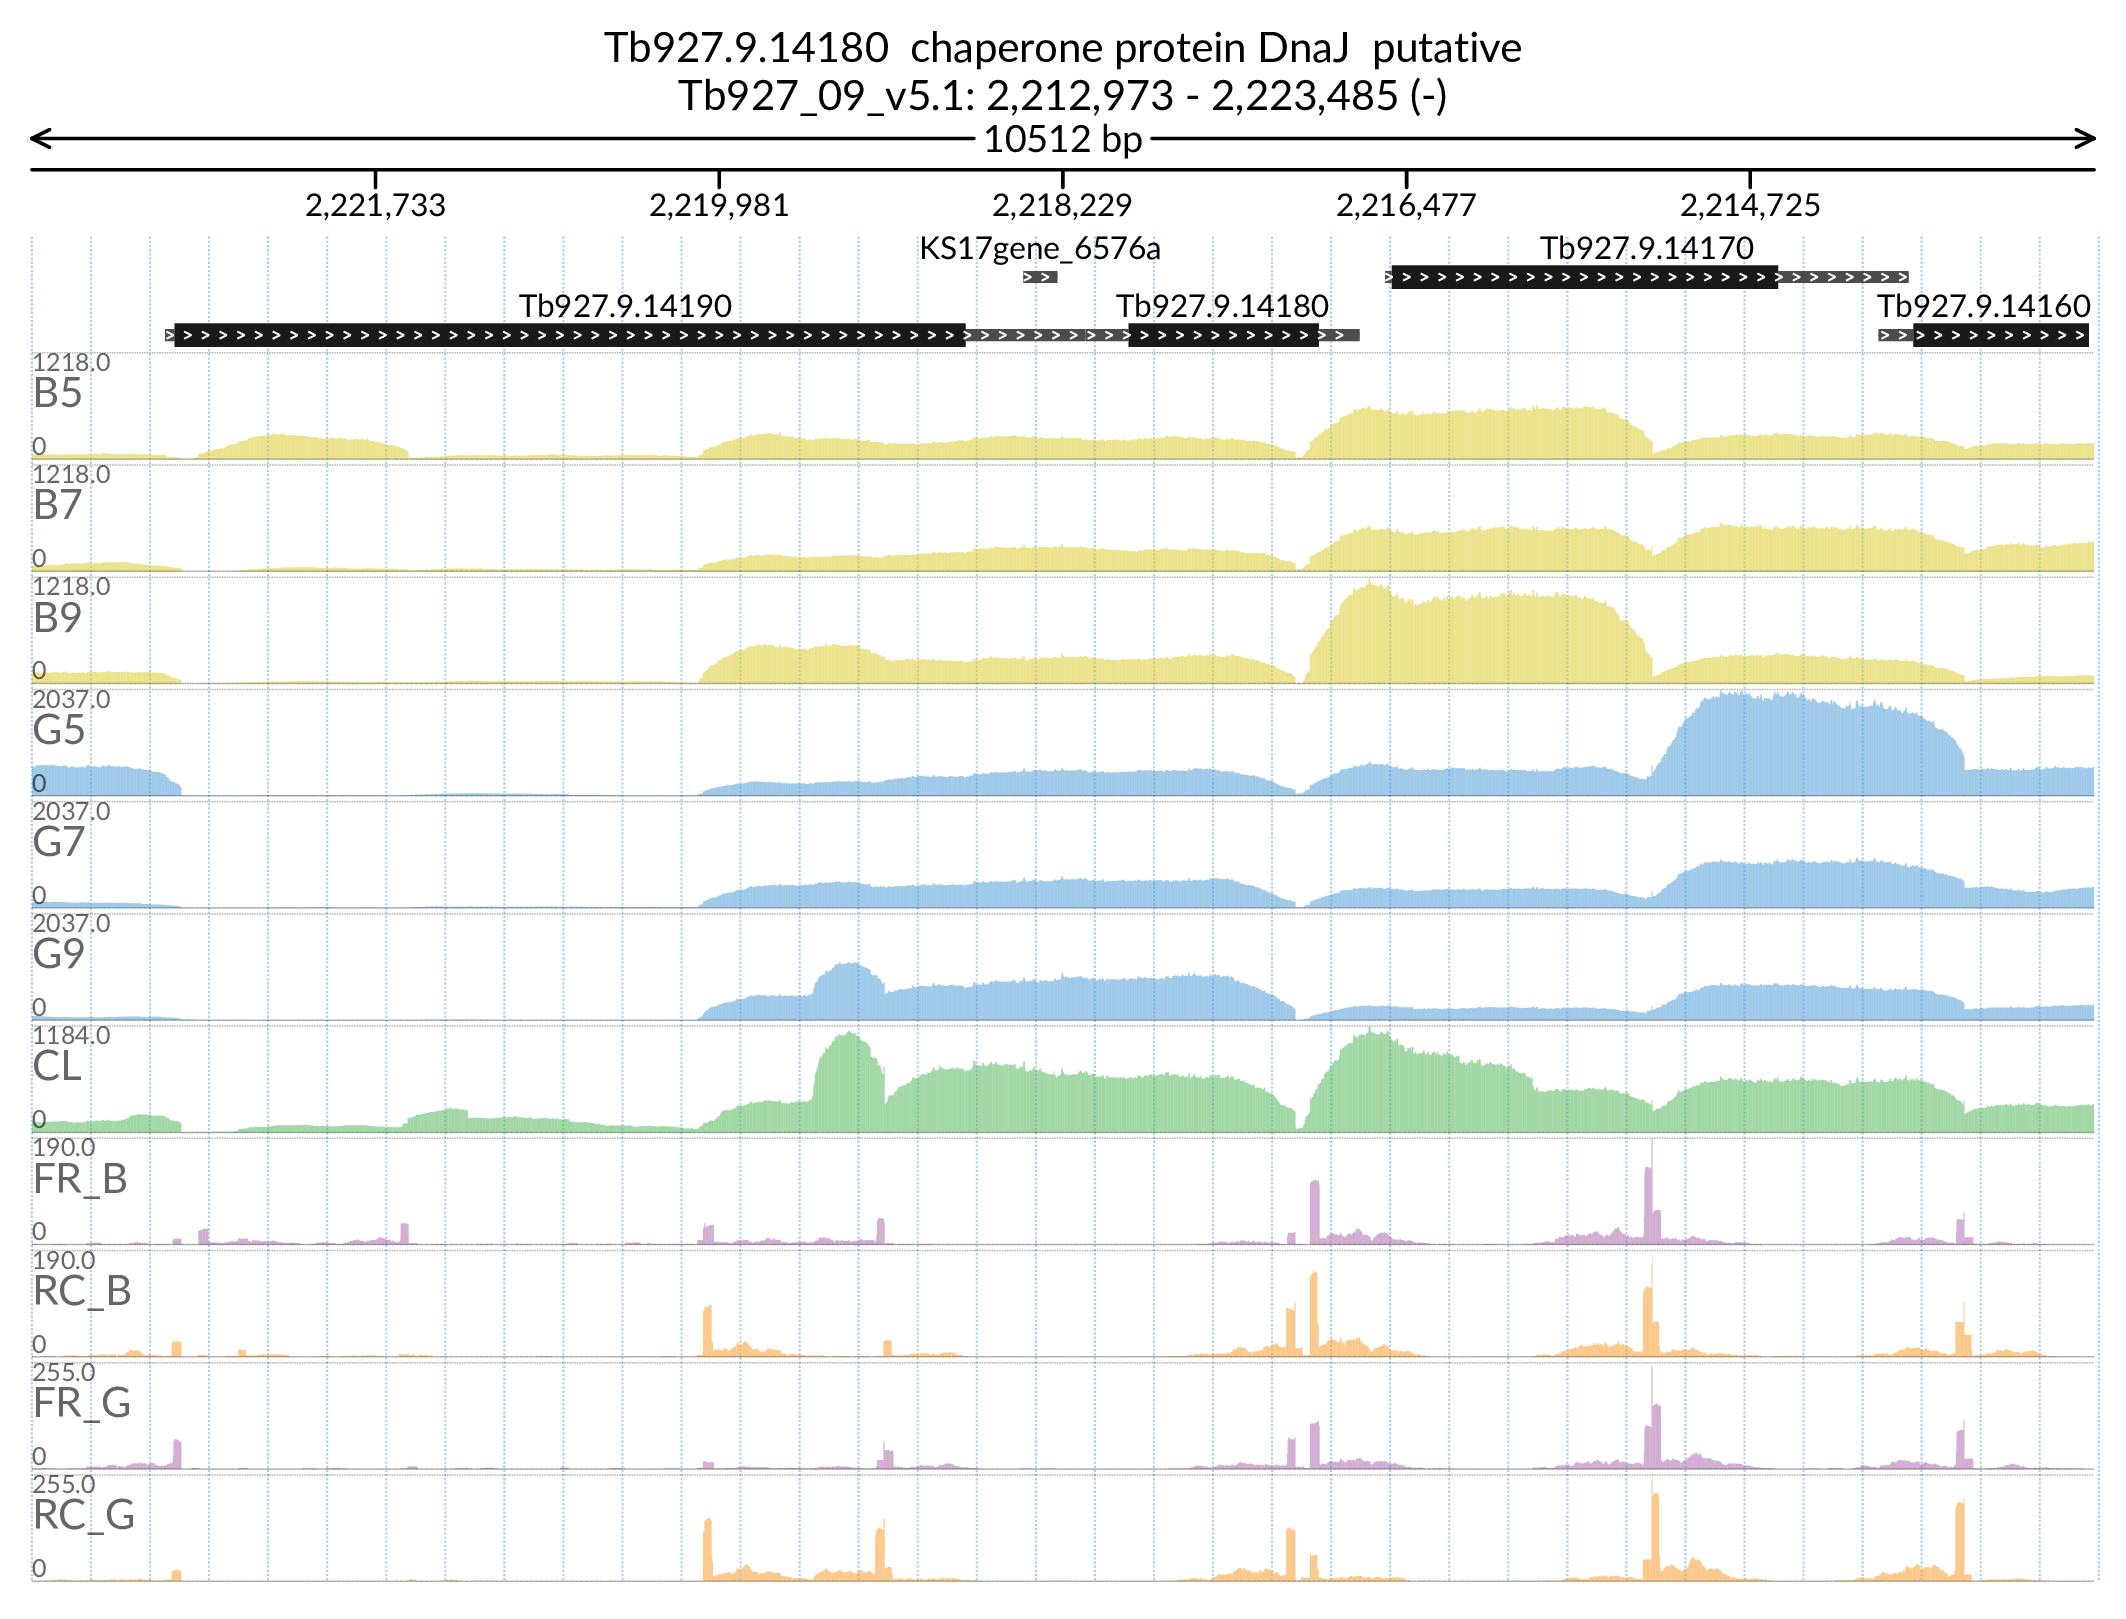 Tb927.9.14180  chaperone protein DnaJ  putative
Tb927_09_v5.1: 2,212,973 - 2,223,485 (-)
10512 bp
2,221,733 2,219,981 2,218,229 2,216,477 2,214,725
KS17gene_6576a Tb927.9.14170
Tb927.9.14190 Tb927.9.14180 Tb927.9.14160
1218.0
B5
0
1218.0
B7
0
1218.0
B9
0
2037.0
G5
0
2037.0
G7
0
2037.0
G9
0
1184.0
CL
0
190.0
FR_B
0
190.0
RC_B
0
255.0
FR_G
0
255.0
RC_G
0